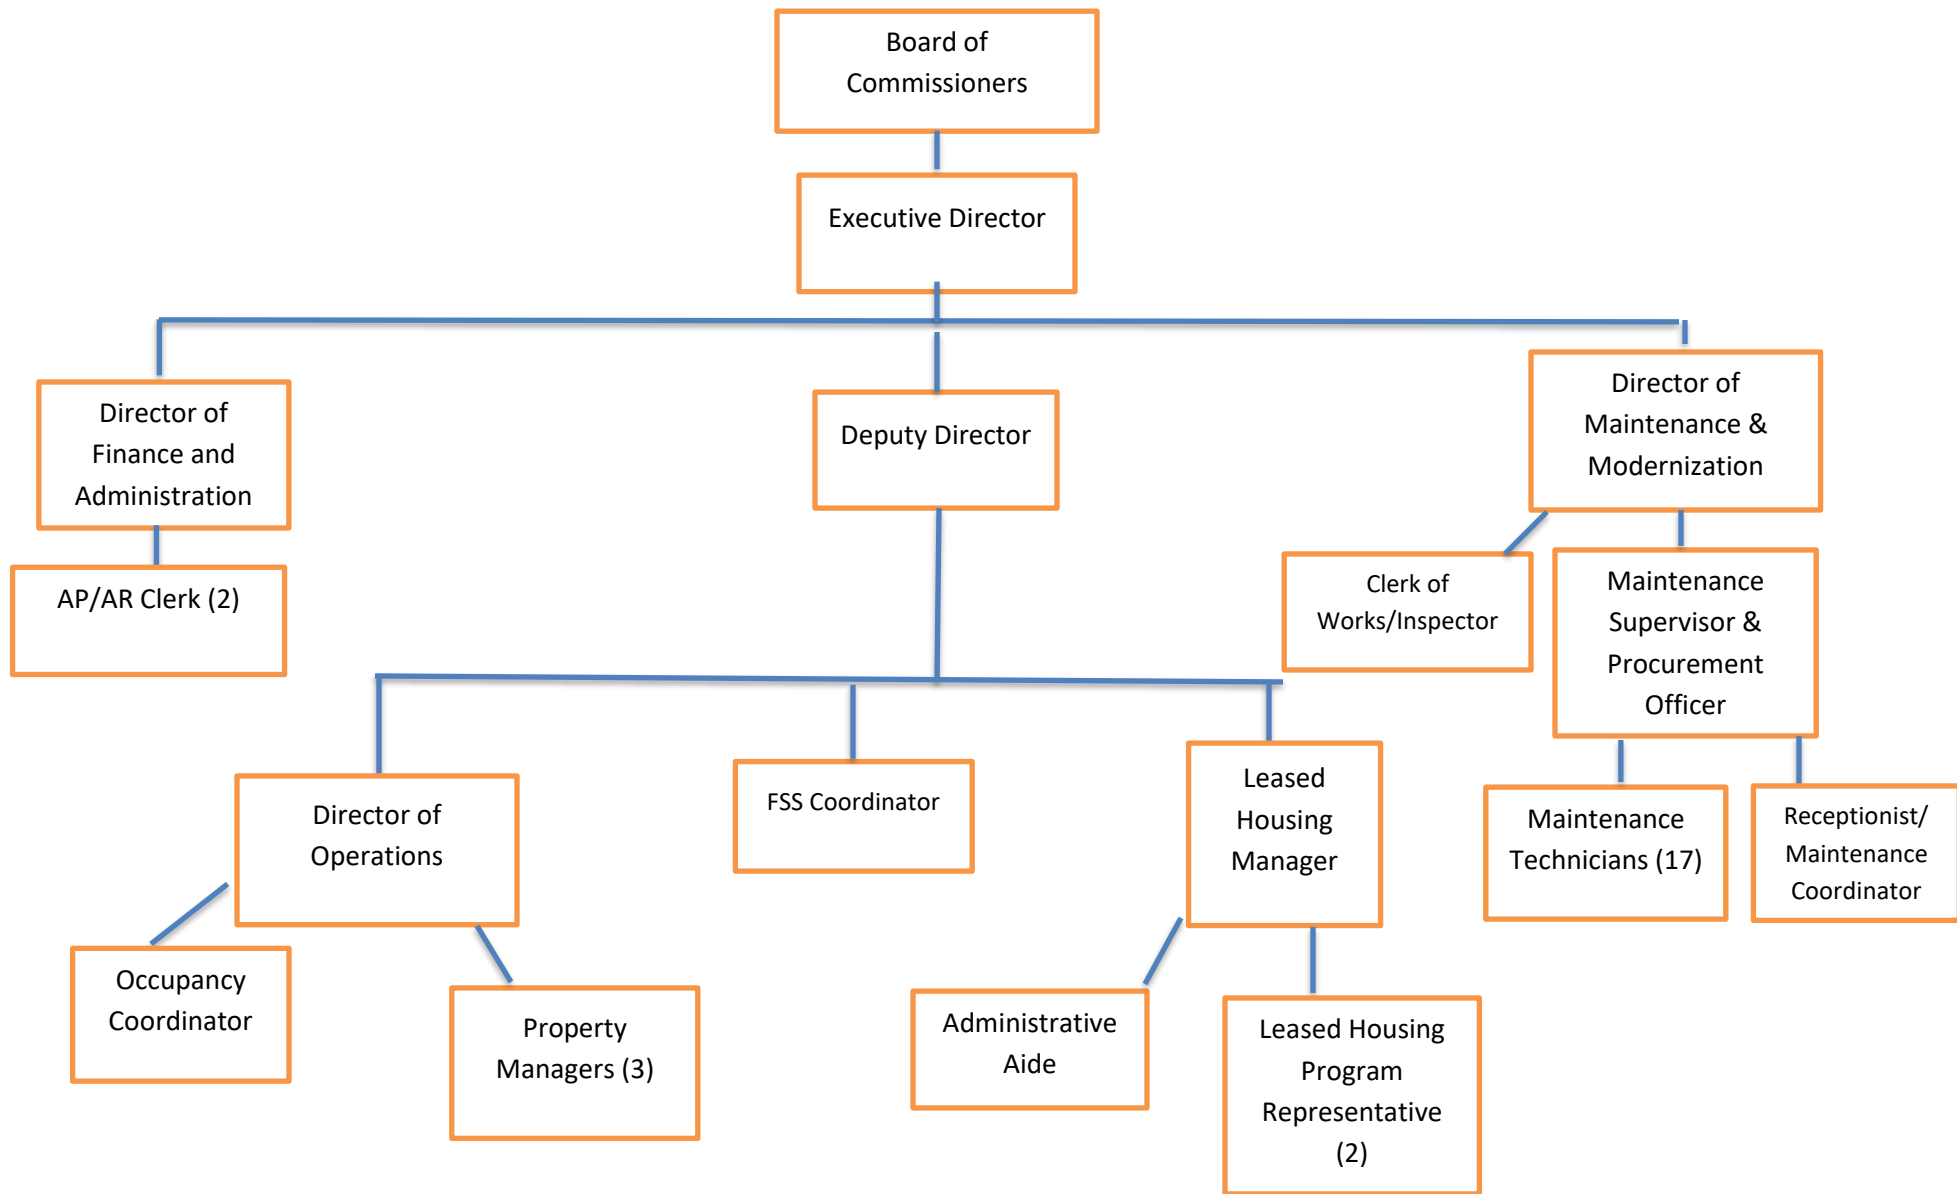 Board of
Commissioners
Executive Director
Director of
Finance and
Administration
Deputy Director
Director of
Maintenance &
Modernization
AP/AR Clerk (2)
Clerk of
Works/Inspector
Maintenance
Supervisor &
Procurement
Officer
Director of
Operations
FSS Coordinator
Leased
Housing
Manager
Maintenance
Technicians (17)
Receptionist/
Maintenance
Coordinator
Occupancy
Coordinator
Property
Managers (3)
Administrative
Aide
Leased Housing
Program
Representative
(2)